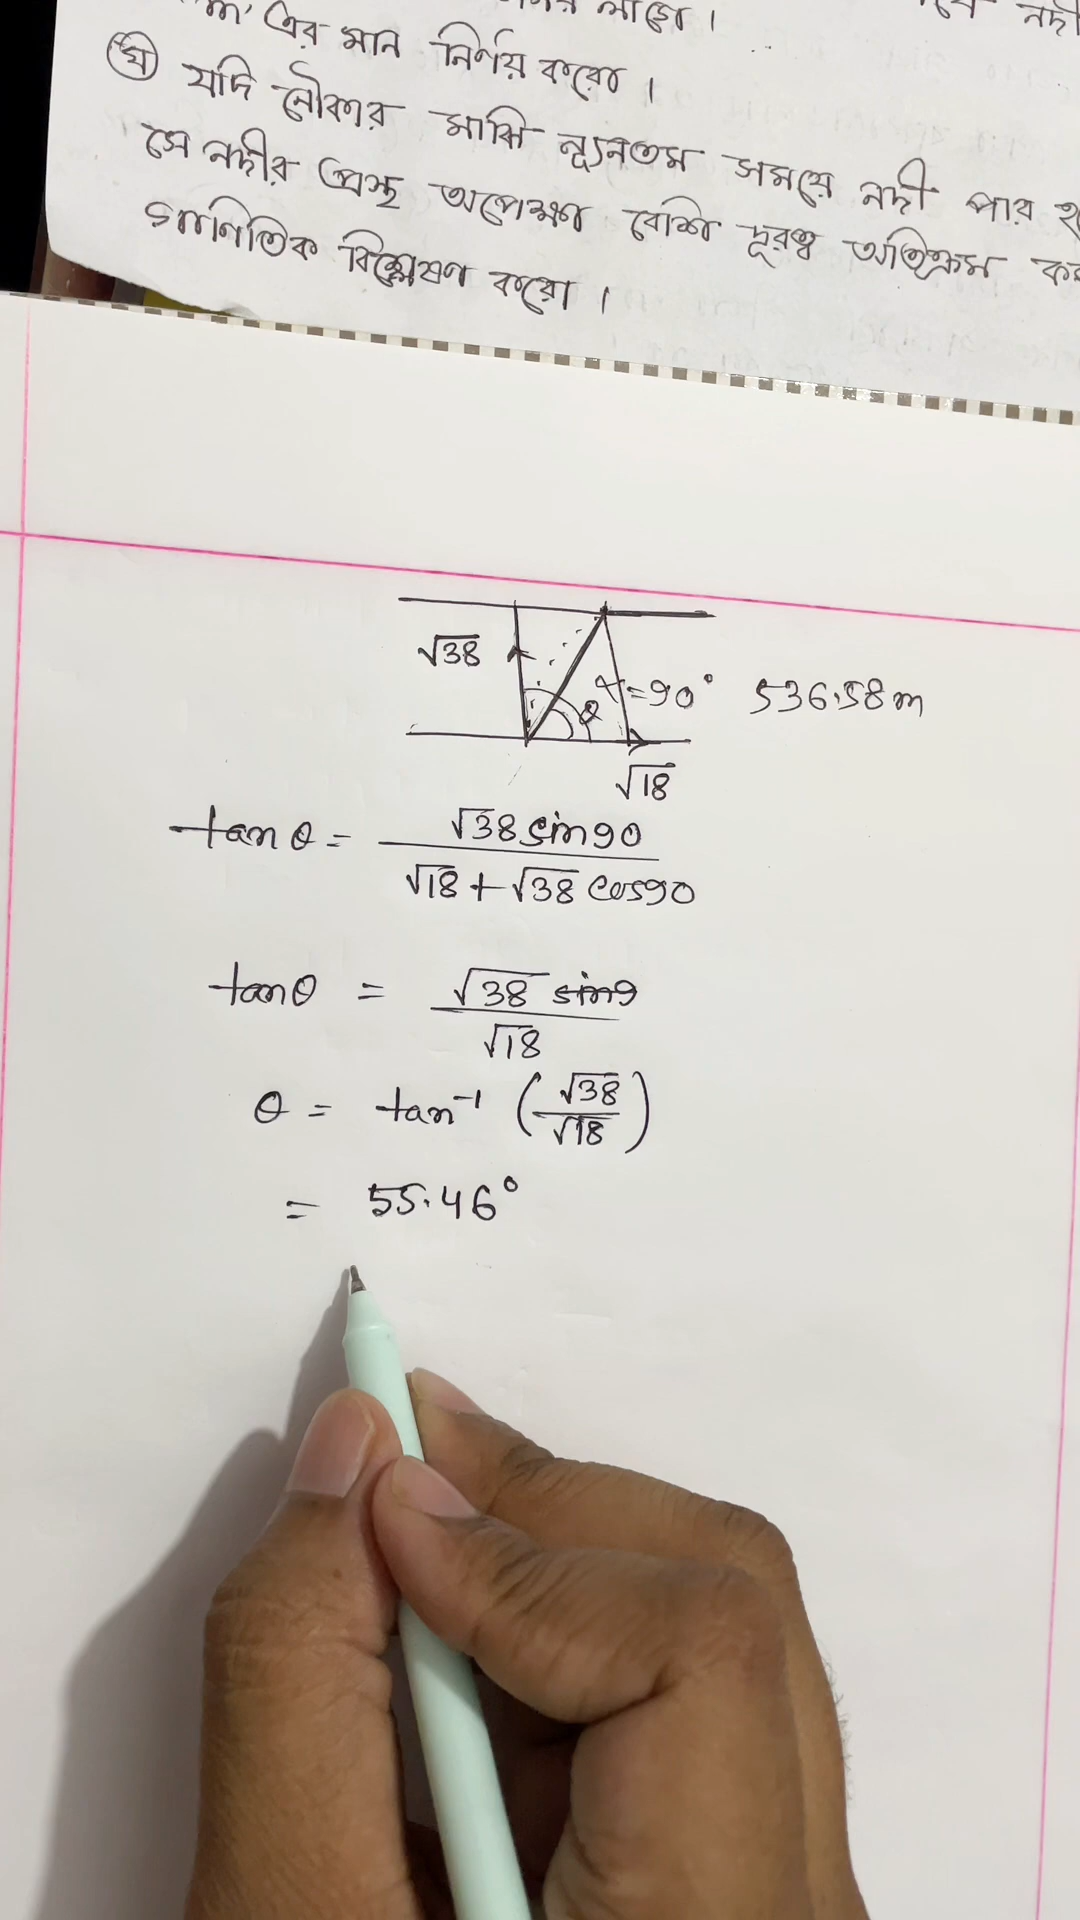 'm' এর মান নির্ণয় করো।
নদী
(ঘ) যদি নৌকার মাঝি ন্যূনতম সময়ে নদী পার
সে নদীর প্রস্থ অপেক্ষা বেশি দূরত্ব অতিক্রম
গাণিতিক বিশ্লেষণ করো।
√38
α=90° 536.58m
θ
√18
tanθ = √38 sin90 / √18 + √38 cos90
tanθ = √38 sin9 / √18
θ = tan⁻¹ (√38 / √18)
= 55.46°